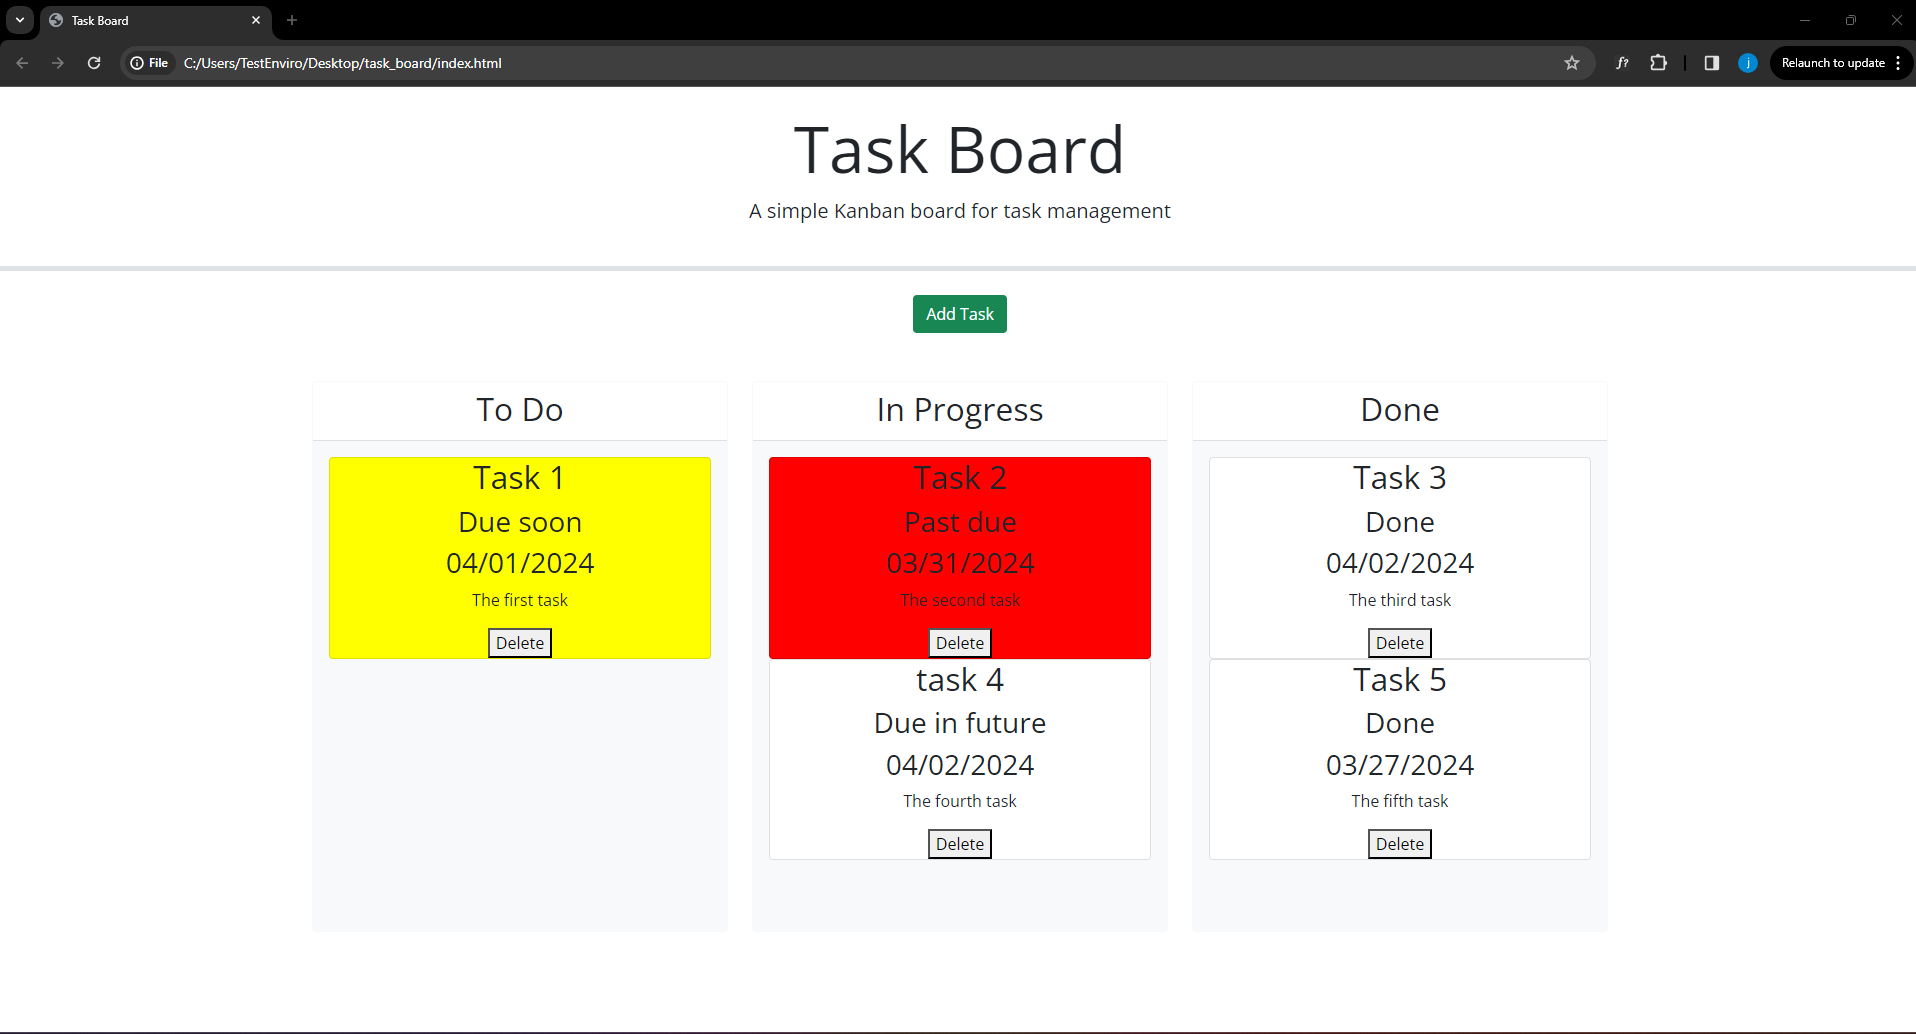 Task Board
File
C:/Users/TestEnviro/Desktop/task_board/index.html
f?
j
Relaunch to update
Task Board
A simple Kanban board for task management
Add Task
To Do
Task 1
Due soon
04/01/2024
The first task
Delete
In Progress
Task 2
Past due
03/31/2024
The second task
Delete
task 4
Due in future
04/02/2024
The fourth task
Delete
Done
Task 3
Done
04/02/2024
The third task
Delete
Task 5
Done
03/27/2024
The fifth task
Delete